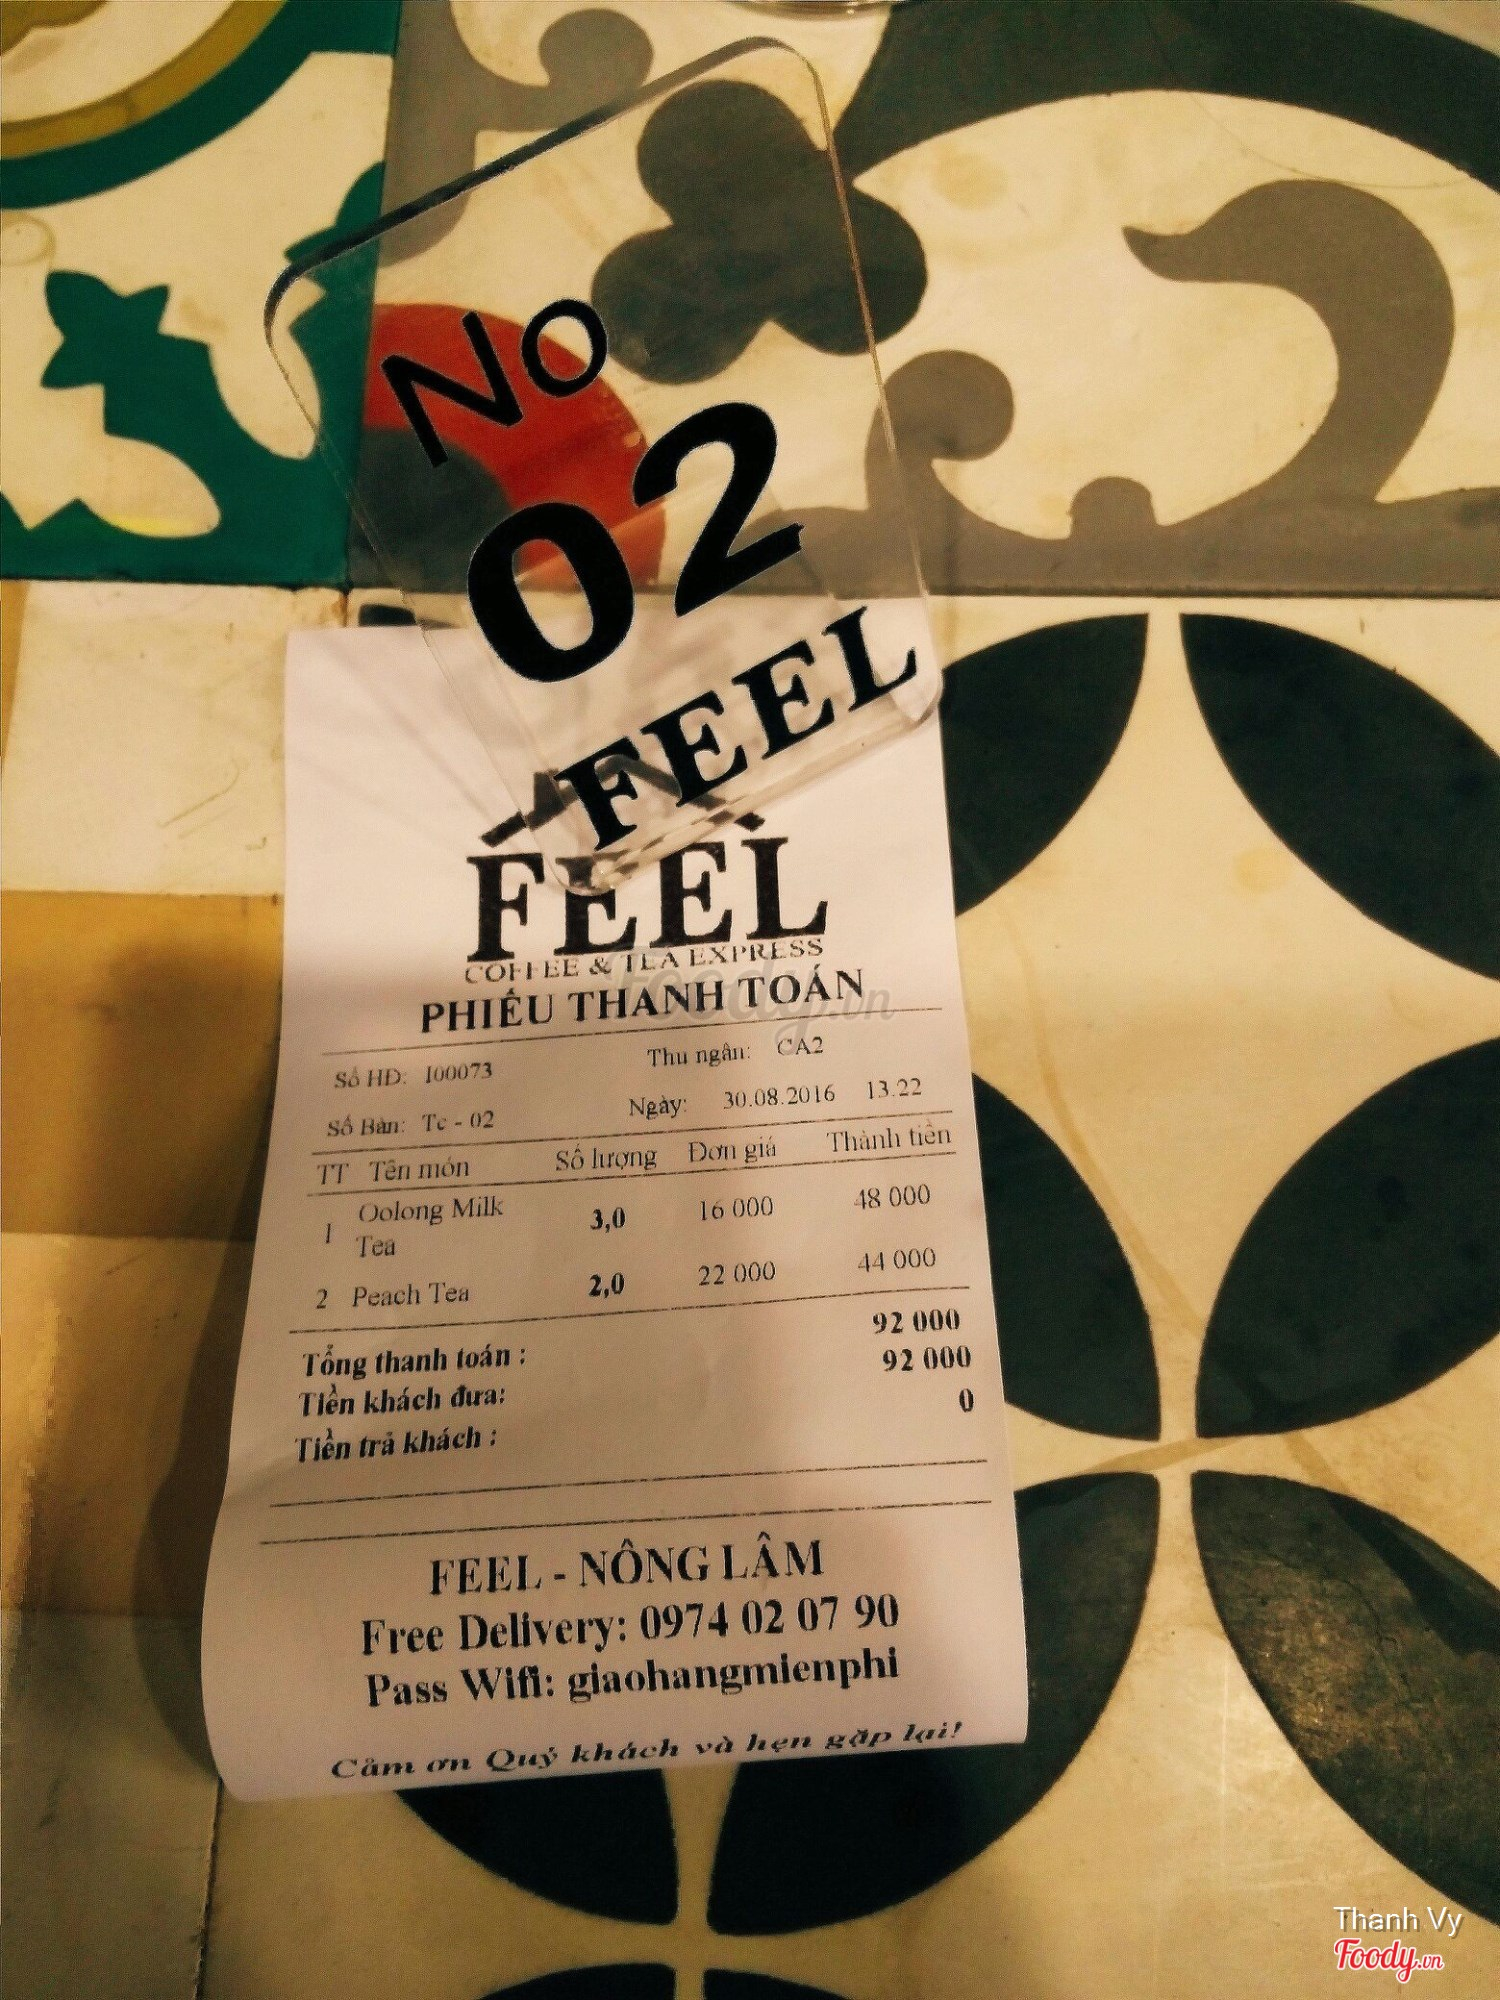 No
02
FEEL
FEEL
COFFEE & TEA EXPRESS
PHIẾU THANH TOÁN
Số HĐ: I00073 Thu ngân: CA2
Số Bàn: Tc - 02 Ngày: 30.08.2016 13.22
TT Tên món Số lượng Đơn giá Thành tiền
1 Oolong Milk Tea 3,0 16 000 48 000
2 Peach Tea 2,0 22 000 44 000
Tổng thanh toán : 92 000
Tiền khách đưa: 92 000
Tiền trả khách : 0
FEEL - NÔNG LÂM
Free Delivery: 0974 02 07 90
Pass Wifi: giaohangmienphi
Cảm ơn Quý khách và hẹn gặp lại!
Foody.vn
Thanh Vy
Foody.vn